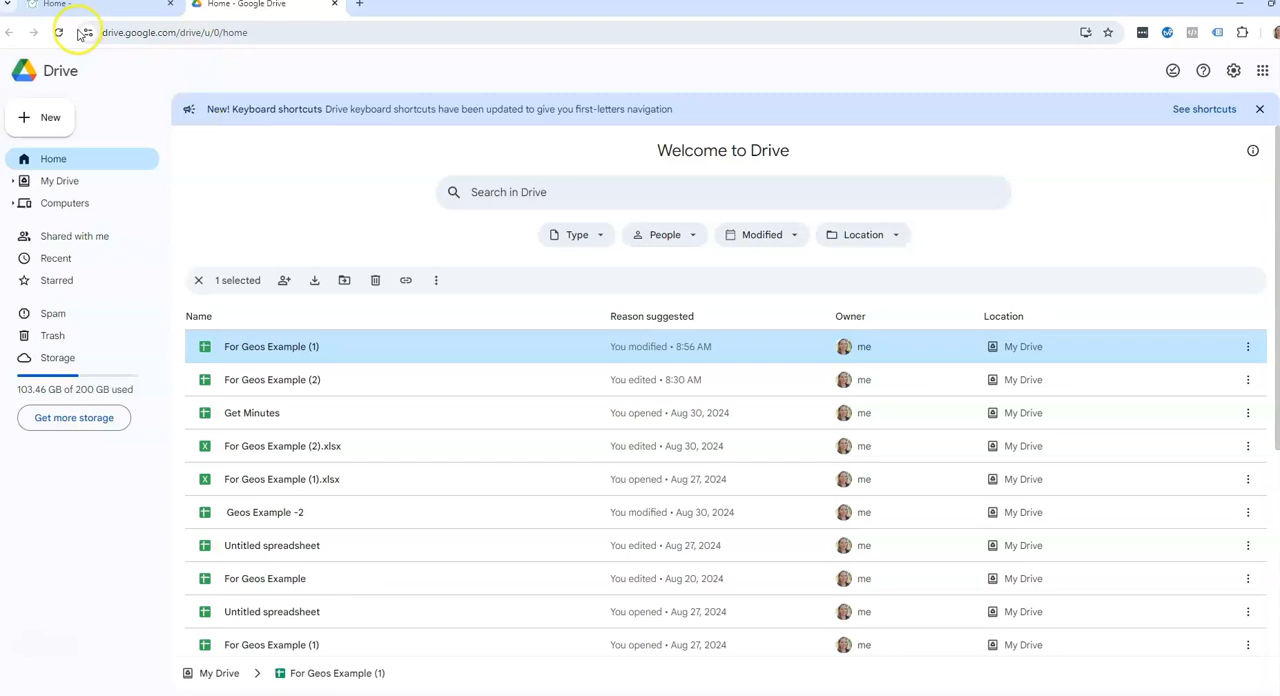 Home -
Home - Google Drive
drive.google.com/drive/u/0/home
Drive
New
New! Keyboard shortcuts Drive keyboard shortcuts have been updated to give you first-letters navigation
See shortcuts
Home
My Drive
Computers
Shared with me
Recent
Starred
Spam
Trash
Storage
103.46 GB of 200 GB used
Get more storage
Welcome to Drive
Search in Drive
Type
People
Modified
Location
1 selected
Name Reason suggested Owner Location
For Geos Example (1) You modified • 8:56 AM me My Drive
For Geos Example (2) You edited • 8:30 AM me My Drive
Get Minutes You opened • Aug 30, 2024 me My Drive
For Geos Example (2).xlsx You edited • Aug 30, 2024 me My Drive
For Geos Example (1).xlsx You opened • Aug 27, 2024 me My Drive
Geos Example -2 You modified • Aug 30, 2024 me My Drive
Untitled spreadsheet You edited • Aug 27, 2024 me My Drive
For Geos Example You edited • Aug 20, 2024 me My Drive
Untitled spreadsheet You opened • Aug 27, 2024 me My Drive
For Geos Example (1) You opened • Aug 27, 2024 me My Drive
My Drive For Geos Example (1)